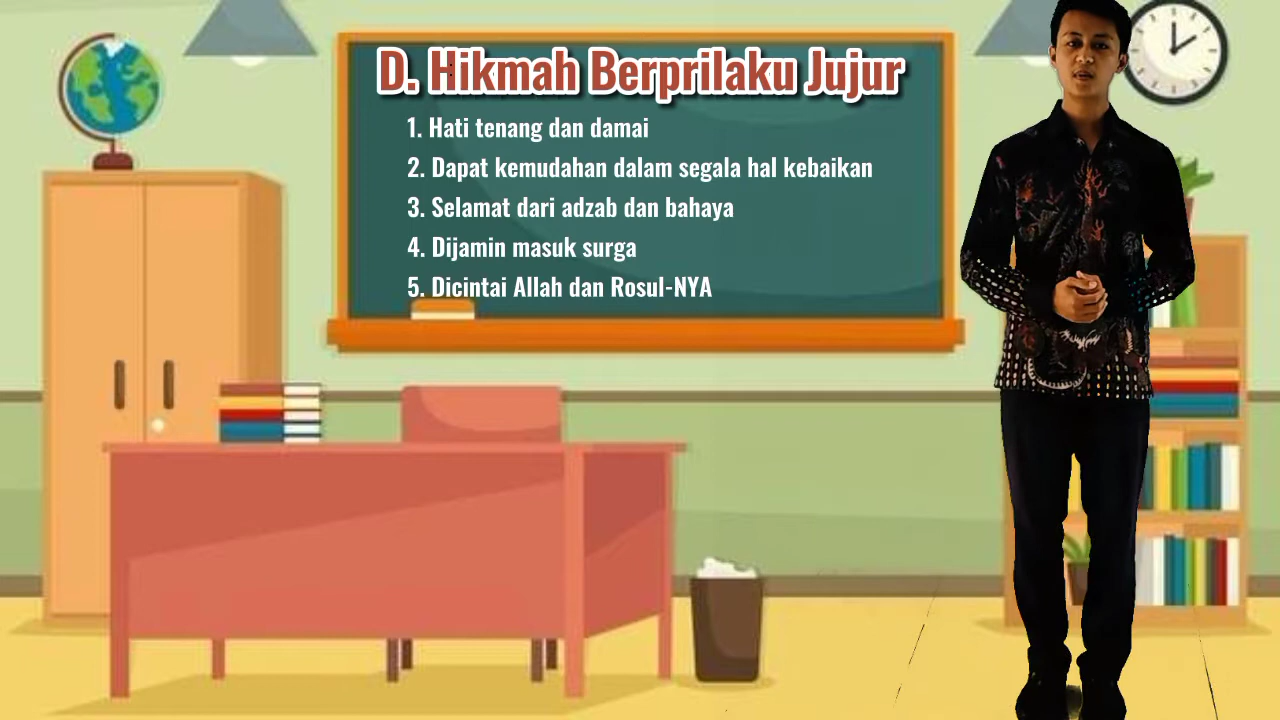 D. Hikmah Berprilaku Jujur
1. Hati tenang dan damai
2. Dapat kemudahan dalam segala hal kebaikan
3. Selamat dari adzab dan bahaya
4. Dijamin masuk surga
5. Dicintai Allah dan Rosul-NYA